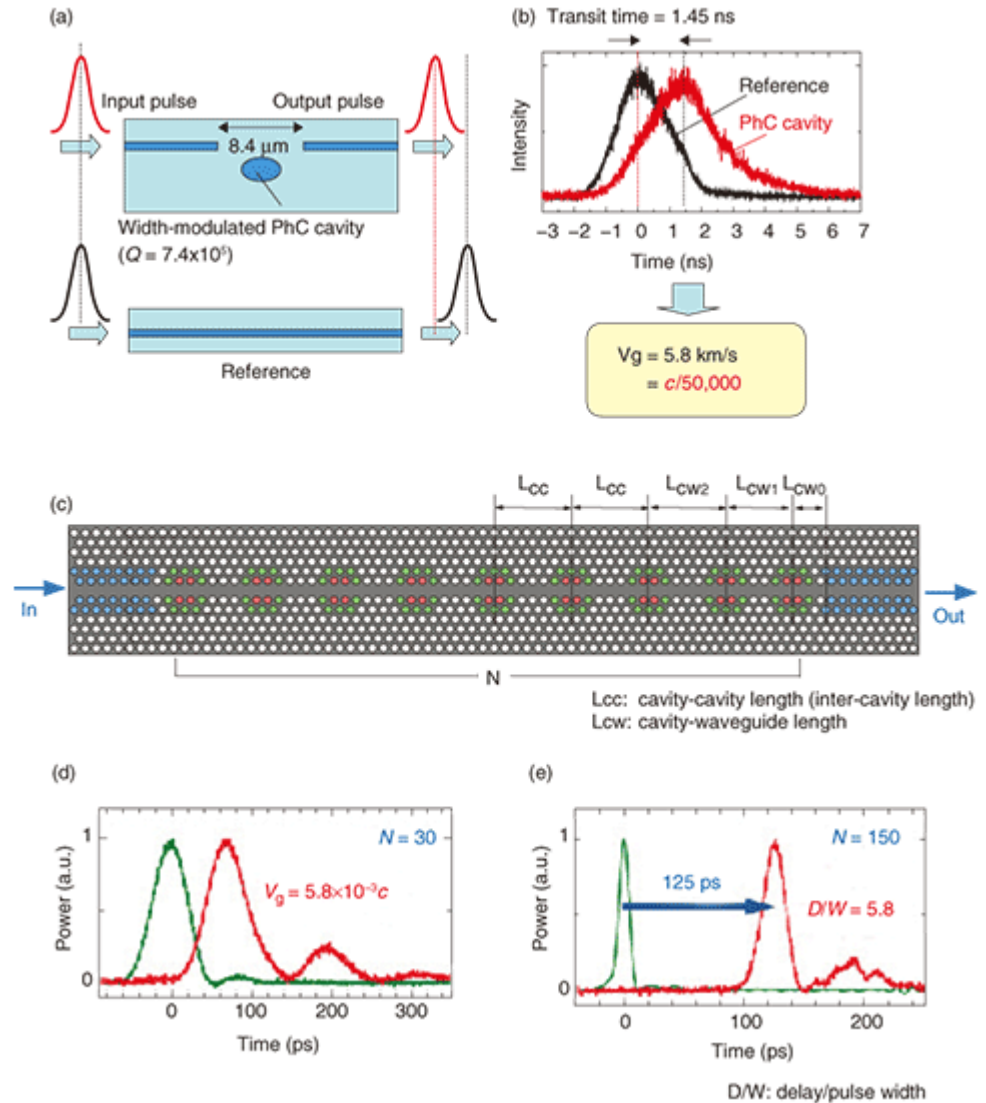 (a)
Input pulse
Output pulse
8.4 μm
Width-modulated PhC cavity
(Q = 7.4x10⁵)
Reference
(b) Transit time = 1.45 ns
Intensity
Reference
PhC cavity
−3 −2 −1 0 1 2 3 4 5 6 7
Time (ns)
Vg = 5.8 km/s
= c/50,000
(c)
LCC LCC LCW2 LCW1 LCW0
In
Out
N
Lcc: cavity-cavity length (inter-cavity length)
Lcw: cavity-waveguide length
(d)
Power (a.u.)
1
0
N = 30
Vg = 5.8×10⁻³c
0 100 200 300
Time (ps)
(e)
Power (a.u.)
1
0
N = 150
125 ps
D/W = 5.8
0 100 200
Time (ps)
D/W: delay/pulse width